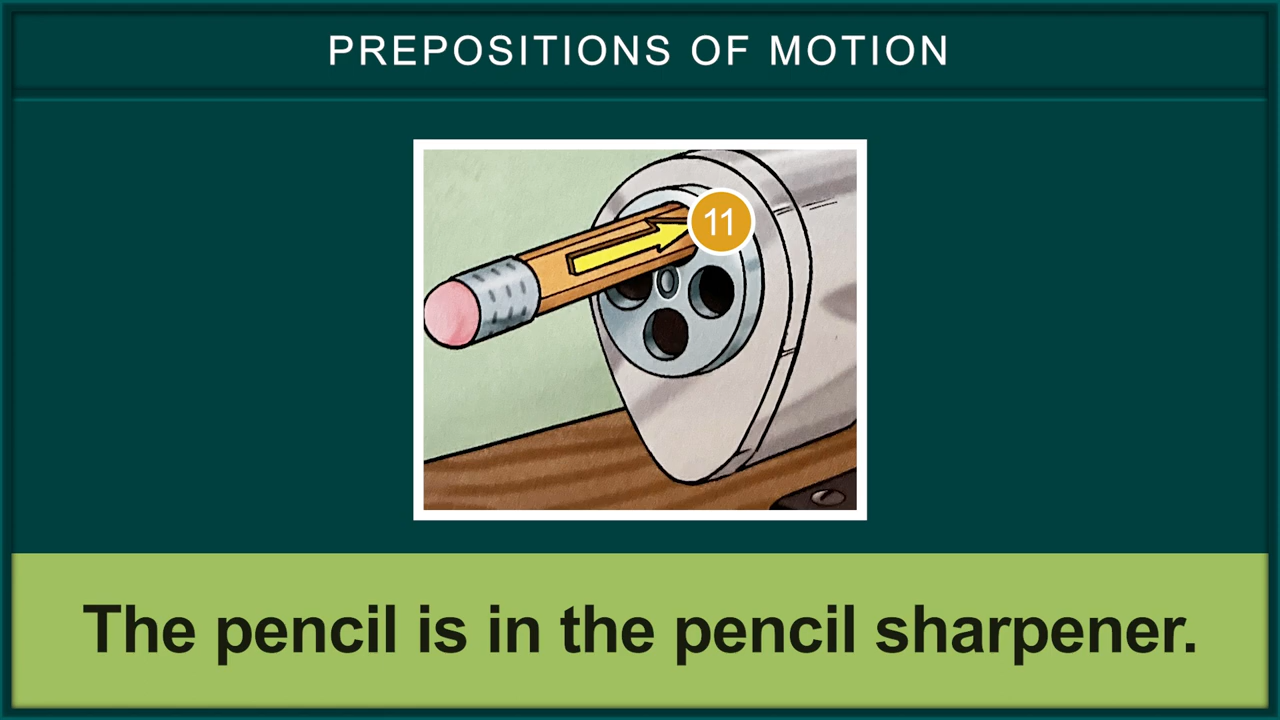 PREPOSITIONS OF MOTION
11
The pencil is in the pencil sharpener.